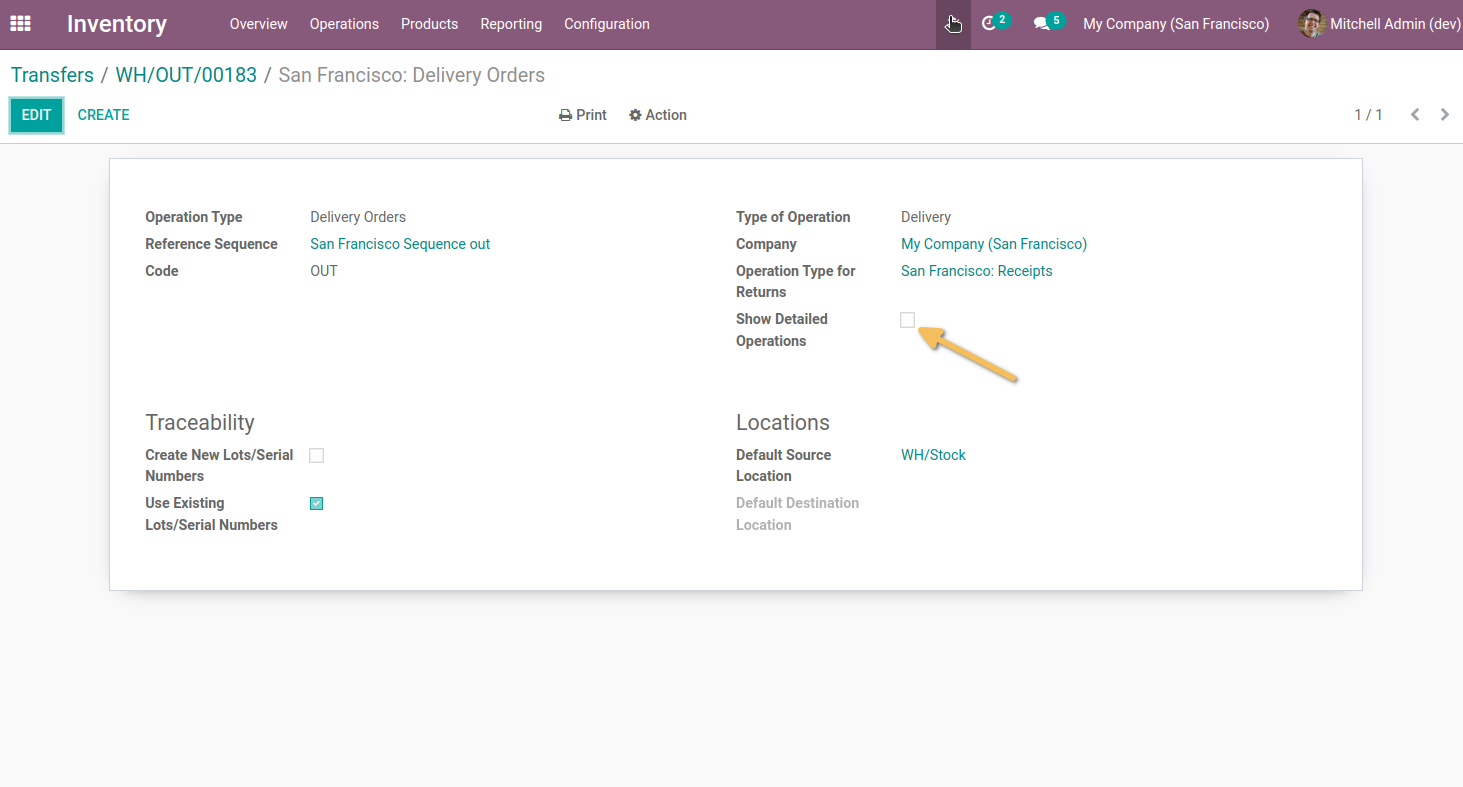 Inventory Overview Operations Products Reporting Configuration 2 5 My Company (San Francisco) Mitchell Admin (dev)
Transfers / WH/OUT/00183 / San Francisco: Delivery Orders
EDIT CREATE Print Action 1 / 1
Operation Type Delivery Orders
Reference Sequence San Francisco Sequence out
Code OUT
Type of Operation Delivery
Company My Company (San Francisco)
Operation Type for San Francisco: Receipts
Returns
Show Detailed
Operations
Traceability
Create New Lots/Serial
Numbers
Use Existing
Lots/Serial Numbers
Locations
Default Source WH/Stock
Location
Default Destination
Location